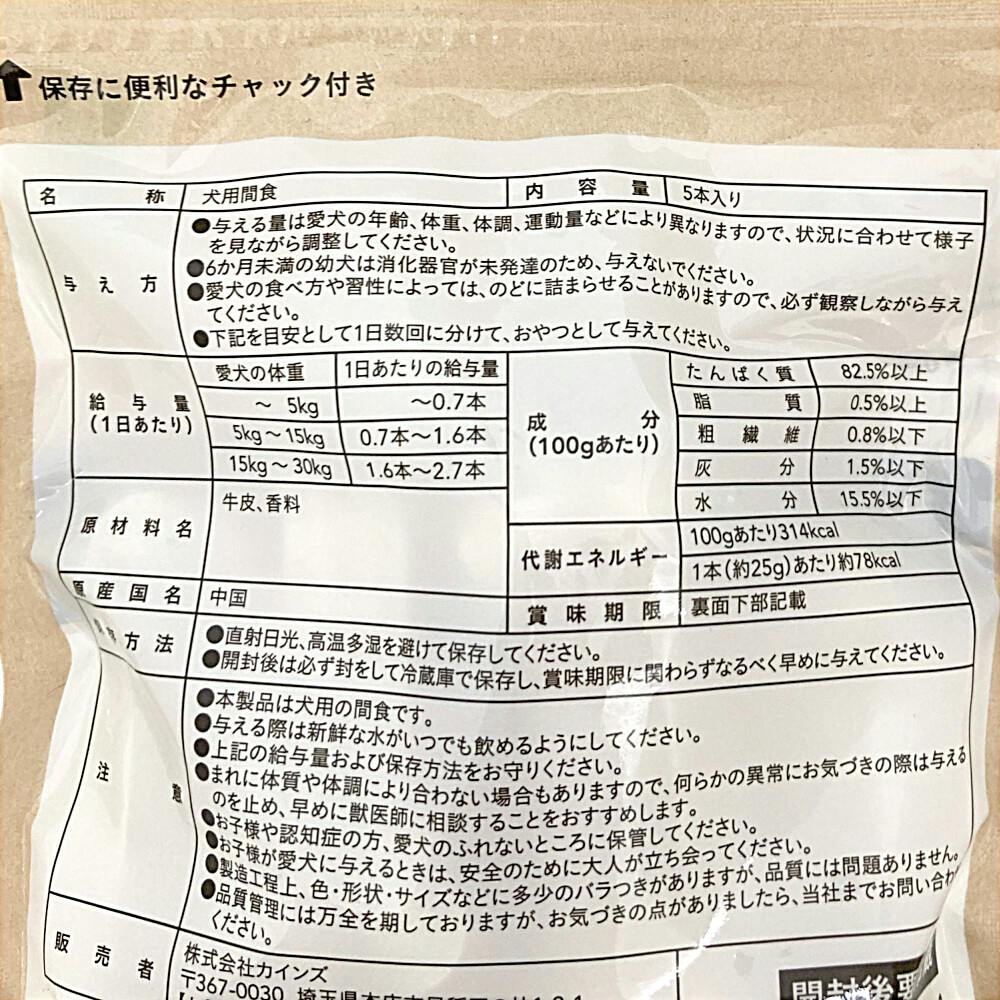 保存に便利なチャック付き
名称 犬用間食 内容量 5本入り
与え方
●与える量は愛犬の年齢、体重、体調、運動量などにより異なりますので、状況に合わせて様子
を見ながら調整してください。
●6か月未満の幼犬は消化器官が未発達のため、与えないでください。
●愛犬の食べ方や習性によっては、のどに詰まらせることがありますので、必ず観察しながら与え
てください。
●下記を目安として1日数回に分けて、おやつとして与えてください。
給与量
(1日あたり)
愛犬の体重 1日あたりの給与量
～ 5kg ～0.7本
5kg～15kg 0.7本～1.6本
15kg～30kg 1.6本～2.7本
成分
(100gあたり)
たんぱく質 82.5%以上
脂質 0.5%以上
粗繊維 0.8%以下
灰分 1.5%以下
水分 15.5%以下
原材料名 牛皮、香料
代謝エネルギー
100gあたり314kcal
1本(約25g)あたり約78kcal
原産国名 中国
賞味期限 裏面下部記載
方法
●直射日光、高温多湿を避けて保存してください。
●開封後は必ず封をして冷蔵庫で保存し、賞味期限に関わらずなるべく早めに与えてください。
注意
●本製品は犬用の間食です。
●与える際は新鮮な水がいつでも飲めるようにしてください。
●上記の給与量および保存方法をお守りください。
●まれに体質や体調により合わない場合もありますので、何らかの異常にお気づきの際は与える
のを止め、早めに獣医師に相談することをおすすめします。
●お子様や認知症の方、愛犬のふれないところに保管してください。
●お子様が愛犬に与えるときは、安全のために大人が立ち会ってください。
●製造工程上、色・形状・サイズなどに多少のバラつきがありますが、品質には問題ありません。
●品質管理には万全を期しておりますが、お気づきの点がありましたら、当社までお問い合わ
ください。
販売者
株式会社カインズ
〒367-0030 埼玉県本庄市早稲田の杜1-2-1
開封後要